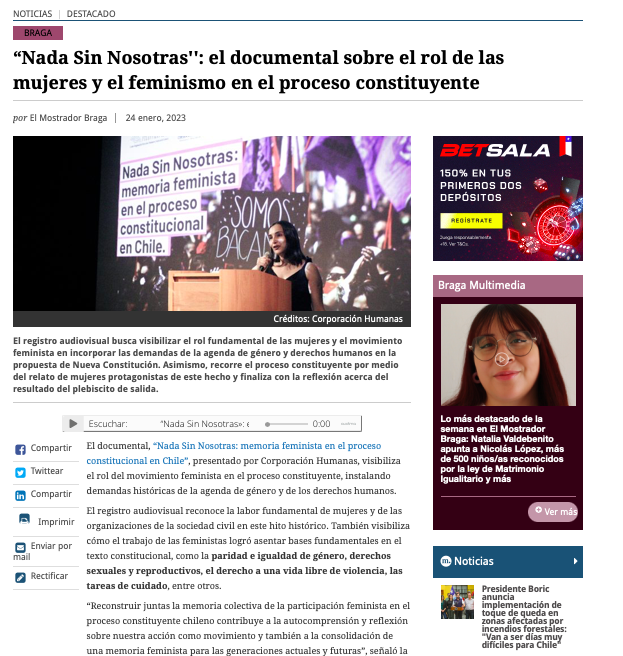 NOTICIAS | DESTACADO
BRAGA
“Nada Sin Nosotras'': el documental sobre el rol de las
mujeres y el feminismo en el proceso constituyente
por El Mostrador Braga | 24 enero, 2023
Nada Sin Nosotras:
memoria feminista
en el proceso
constitucional
en Chile.
SOMOS
BACAN
Créditos: Corporación Humanas
El registro audiovisual busca visibilizar el rol fundamental de las mujeres y el movimiento
feminista en incorporar las demandas de la agenda de género y derechos humanos en la
propuesta de Nueva Constitución. Asimismo, recorre el proceso constituyente por medio
del relato de mujeres protagonistas de este hecho y finaliza con la reflexión acerca del
resultado del plebiscito de salida.
Escuchar: “Nada Sin Nosotras»: e 0:00
Compartir
Twittear
Compartir
Imprimir
Enviar por
mail
Rectificar
El documental, “Nada Sin Nosotras: memoria feminista en el proceso
constitucional en Chile”, presentado por Corporación Humanas, visibiliza
el rol del movimiento feminista en el proceso constituyente, instalando
demandas históricas de la agenda de género y de los derechos humanos.
El registro audiovisual reconoce la labor fundamental de mujeres y de las
organizaciones de la sociedad civil en este hito histórico. También visibiliza
cómo el trabajo de las feministas logró asentar bases fundamentales en el
texto constitucional, como la paridad e igualdad de género, derechos
sexuales y reproductivos, el derecho a una vida libre de violencia, las
tareas de cuidado, entre otros.
“Reconstruir juntas la memoria colectiva de la participación feminista en el
proceso constituyente chileno contribuye a la autocomprensión y reflexión
sobre nuestra acción como movimiento y también a la consolidación de
una memoria feminista para las generaciones actuales y futuras”, señaló la
BETSALA
150% EN TUS
PRIMEROS DOS
DEPÓSITOS
REGÍSTRATE
Juega responsablemente.
+18. Ver T&Cs.
Braga Multimedia
Lo más destacado de la
semana en El Mostrador
Braga: Natalia Valdebenito
apunta a Nicolás López, más
de 500 niños/as reconocidos
por la ley de Matrimonio
Igualitario y más
Ver más
m. Noticias
Presidente Boric
anuncia
implementación de
toque de queda en
zonas afectadas por
incendios forestales:
"Van a ser días muy
difíciles para Chile"